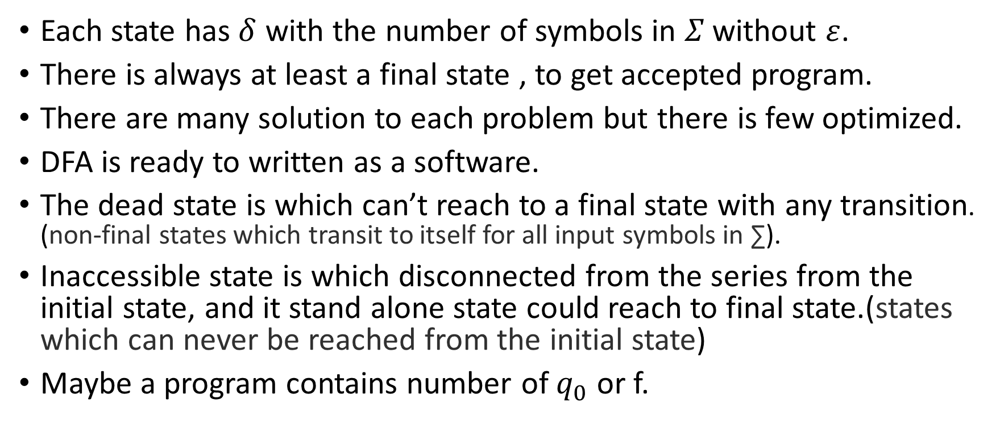 • Each state has δ with the number of symbols in Σ without ε.
• There is always at least a final state , to get accepted program.
• There are many solution to each problem but there is few optimized.
• DFA is ready to written as a software.
• The dead state is which can’t reach to a final state with any transition.
(non-final states which transit to itself for all input symbols in ∑).
• Inaccessible state is which disconnected from the series from the
initial state, and it stand alone state could reach to final state.(states
which can never be reached from the initial state)
• Maybe a program contains number of q₀ or f.